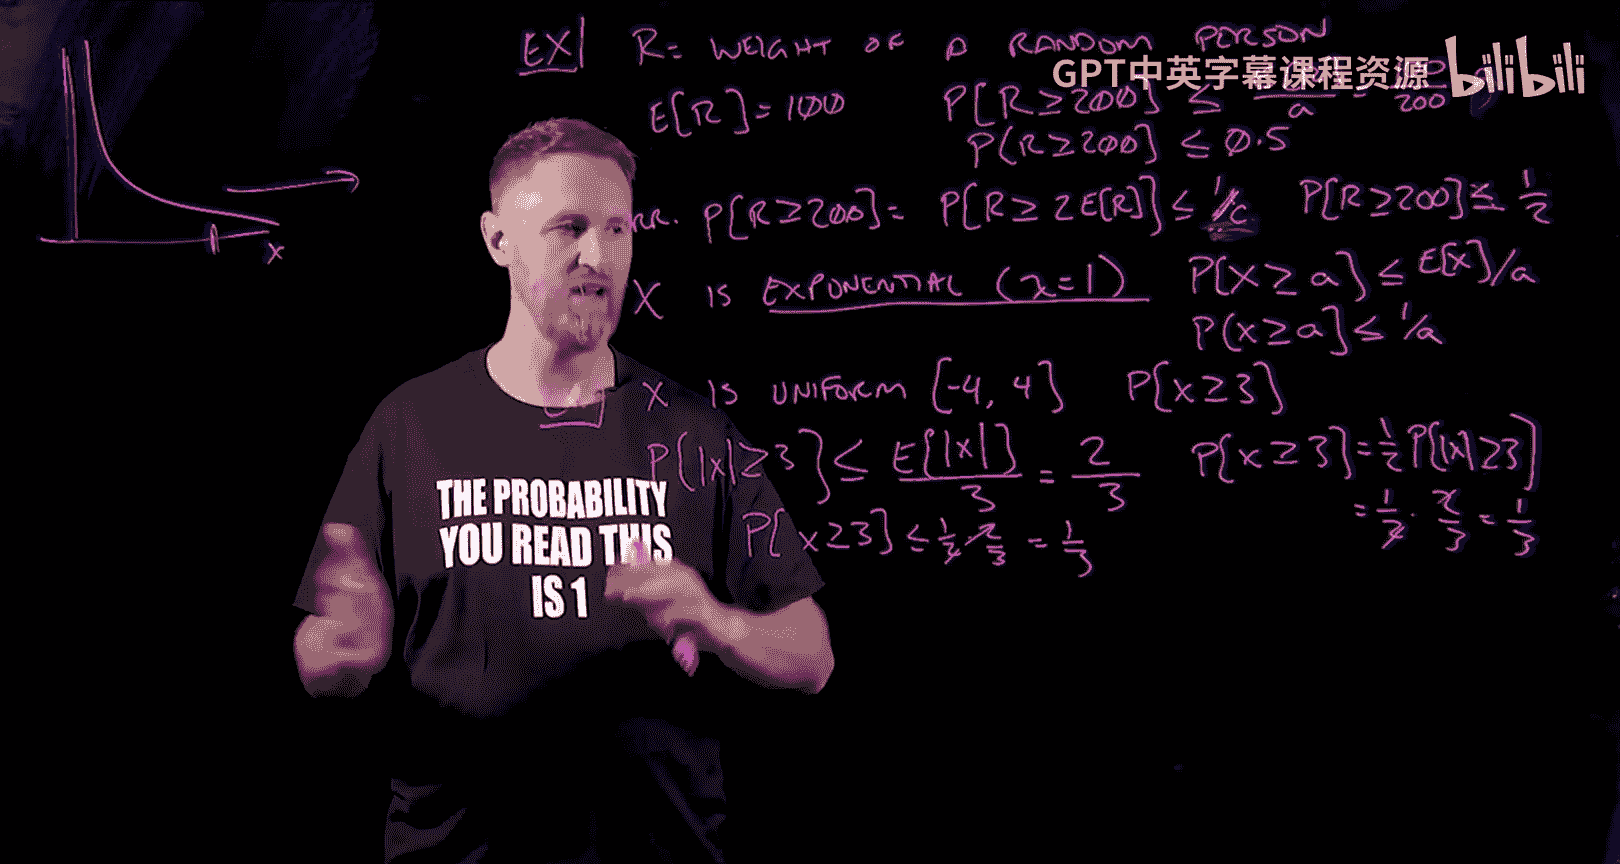 EX| R = WEIGHT OF A RANDOM PERSON
GPT中英字幕课程资源 bilibili
E[R] = 100 P[R ≥ 200] ≤ a 200
P[R ≥ 200] ≤ 0.5
P[R ≥ 200] = P[R ≥ 2E[R]] ≤ 1/c P[R ≥ 200] ≤ 1/2
X IS EXPONENTIAL (λ=1) P[X ≥ a] ≤ E[X]/a
P[X ≥ a] ≤ 1/a
X
X IS UNIFORM [-4, 4] P[X ≥ 3]
P[|X| ≥ 3] ≤ E[|X|]/3 = 2/3 P[X ≥ 3] = 1/2 P[|X| ≥ 3]
= 1/2 · 2/3 = 1/3
P[X ≥ 3] ≤ 1/2 · 2/3 = 1/3
THE PROBABILITY
YOU READ THIS
IS 1